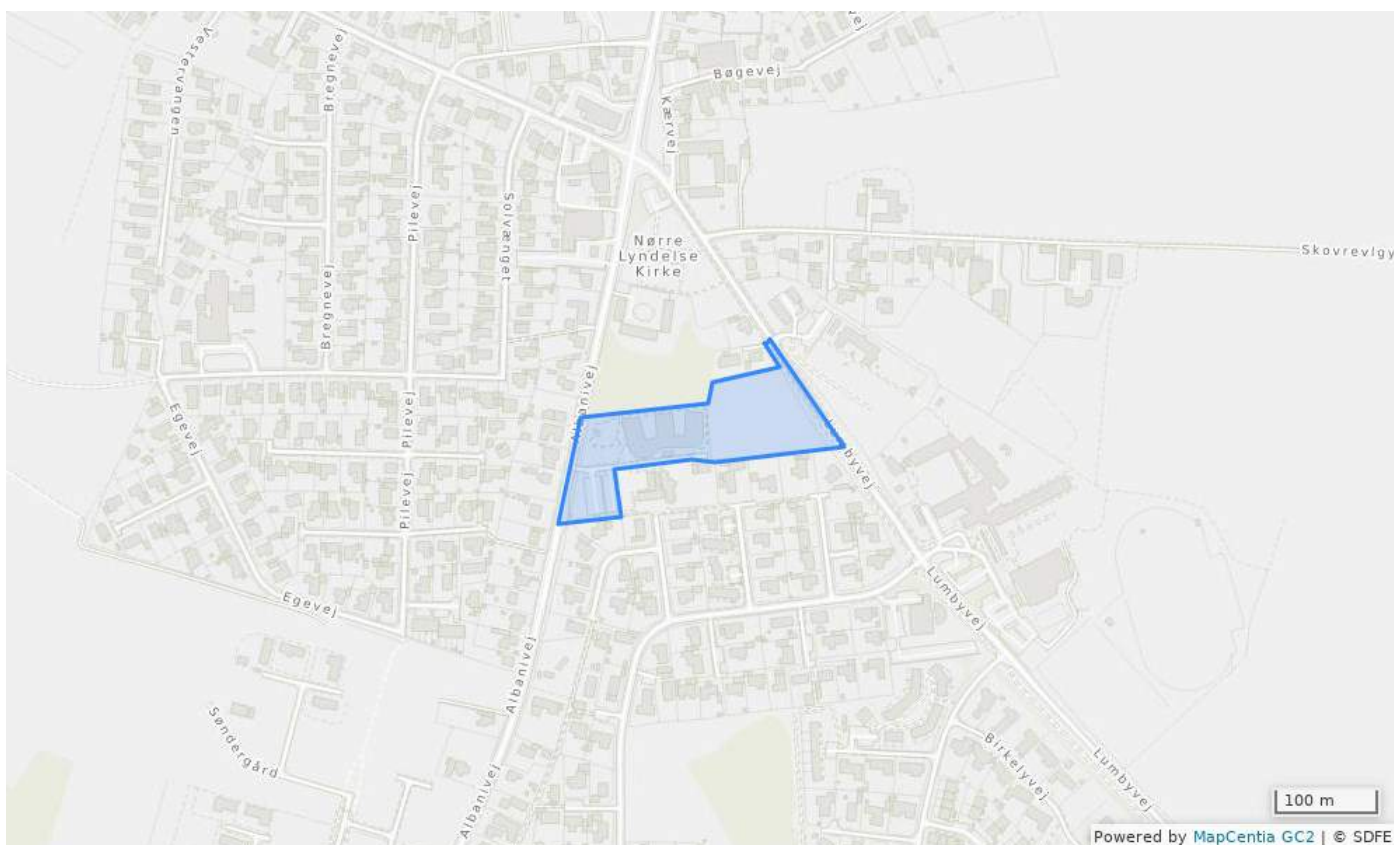 Vestervangen
Bregnevej
Bøgevej
Kærvej
Pilevej
Solvænget
Nørre
Lyndelse
Kirke
Skovrevlgy
Bregnevej
Albanivej
Lumbyvej
Egevej
Pilevej
Pilevej
Egevej
Lumbyvej
Albanivej
Søndergård
Birkelyvej
Lumbyvej
Albanivej
100 m
Powered by MapCentia GC2 | © SDFE